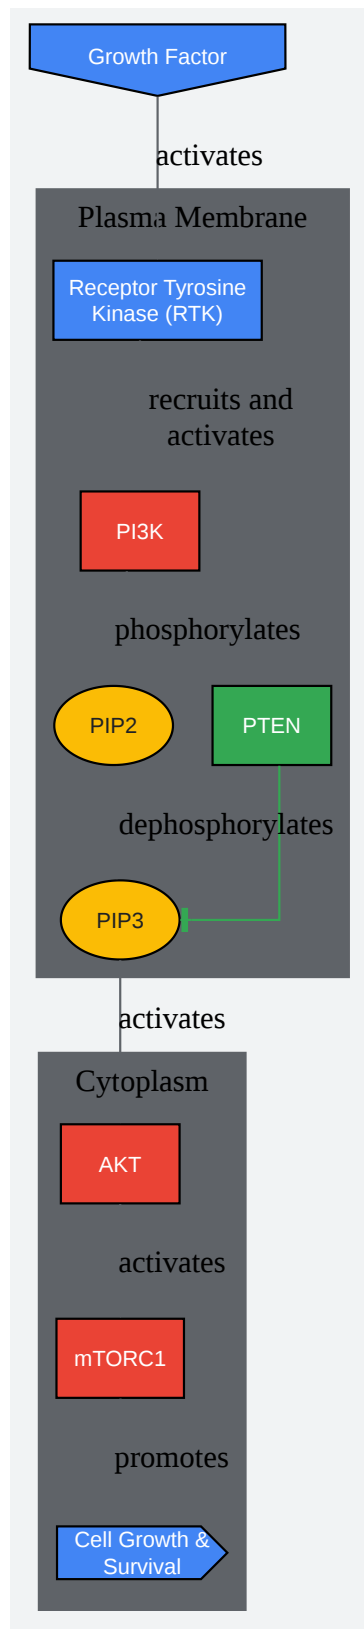 Growth Factor
activates
Plasma Membrane
Receptor Tyrosine
Kinase (RTK)
recruits and
activates
PI3K
phosphorylates
PIP2
PTEN
dephosphorylates
PIP3
activates
Cytoplasm
AKT
activates
mTORC1
promotes
Cell Growth &
Survival